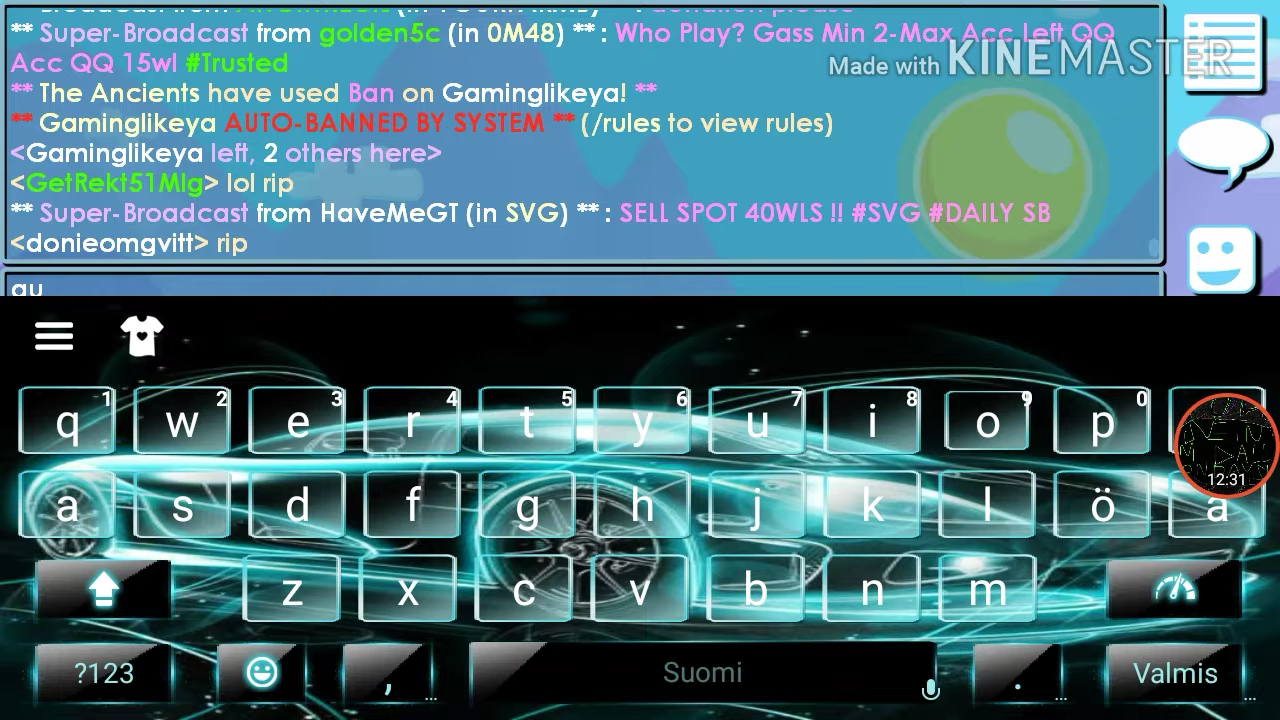 ** Super-Broadcast from golden5c (in 0M48) ** : Who Play? Gass Min 2-Max Acc Left QQ
Acc QQ 15wl #Trusted
Made with KINEMASTER
** The Ancients have used Ban on Gaminglikeya! **
** Gaminglikeya AUTO-BANNED BY SYSTEM ** (/rules to view rules)
<Gaminglikeya left, 2 others here>
<GetRekt51Mlg> lol rip
** Super-Broadcast from HaveMeGT (in SVG) ** : SELL SPOT 40WLS !! #SVG #DAILY SB
<donieomgvitt> rip
au
q 1 w 2 e 3 r 4 t 5 y 6 u 7 i 8 o 9 p 0
a s d f g h j k l ö ä
12:31
z x c v b n m
?123 , ... Suomi . ... Valmis ...